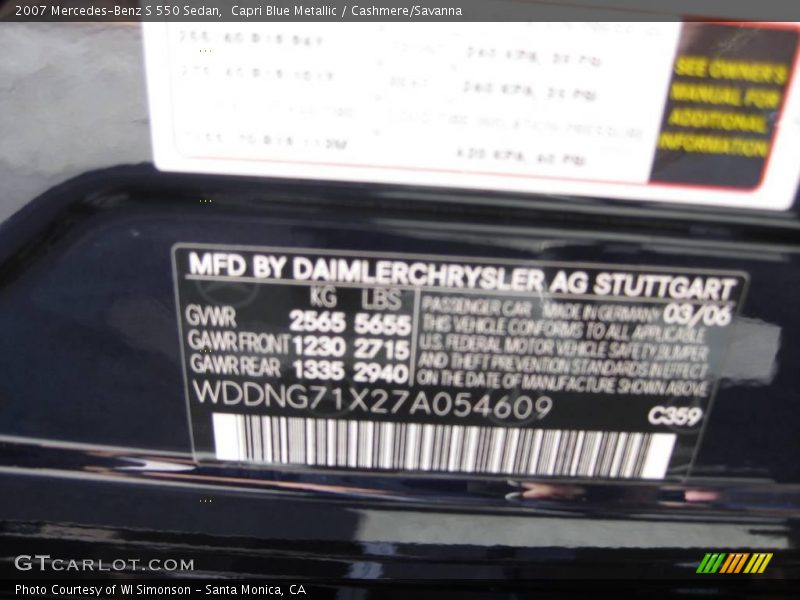 2007 Mercedes-Benz S 550 Sedan, Capri Blue Metallic / Cashmere/Savanna
SEE OWNER'S
MANUAL FOR
ADDITIONAL
INFORMATION
420 KPA, 60 PSI
MFD BY DAIMLERCHRYSLER AG STUTTGART
KG LBS
GVWR 2565 5655
GAWR FRONT 1230 2715
GAWR REAR 1335 2940
PASSENGER CAR MADE IN GERMANY 03/06
THIS VEHICLE CONFORMS TO ALL APPLICABLE
U.S. FEDERAL MOTOR VEHICLE SAFETY BUMPER
AND THEFT PREVENTION STANDARDS IN EFFECT
ON THE DATE OF MANUFACTURE SHOWN ABOVE
WDDNG71X27A054609
C359
GTCARLOT.COM
Photo Courtesy of WI Simonson - Santa Monica, CA